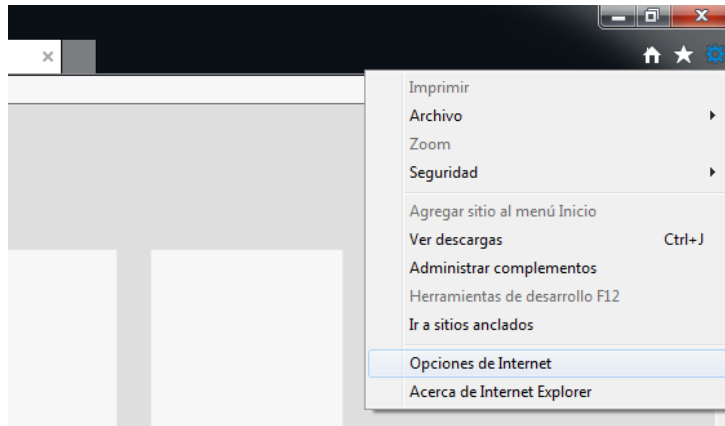 Imprimir
Archivo
Zoom
Seguridad
Agregar sitio al menú Inicio
Ver descargas Ctrl+J
Administrar complementos
Herramientas de desarrollo F12
Ir a sitios anclados
Opciones de Internet
Acerca de Internet Explorer